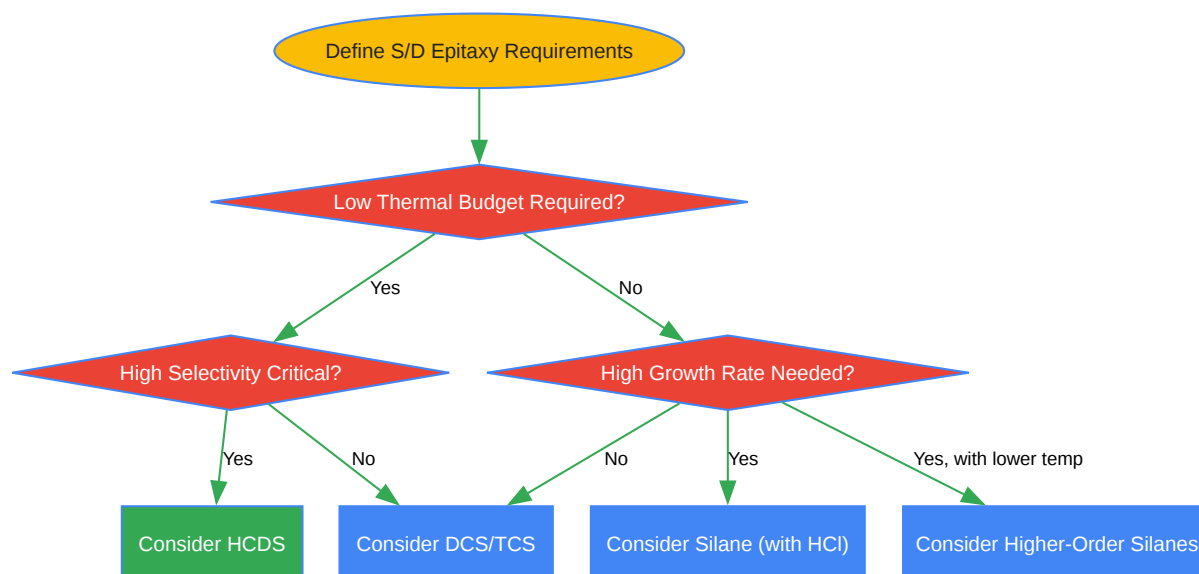 Define S/D Epitaxy Requirements
Low Thermal Budget Required?
Yes
No
High Selectivity Critical?
High Growth Rate Needed?
Yes
No
No
Yes
Yes, with lower temp
Consider HCDS
Consider DCS/TCS
Consider Silane (with HCl)
Consider Higher-Order Silanes